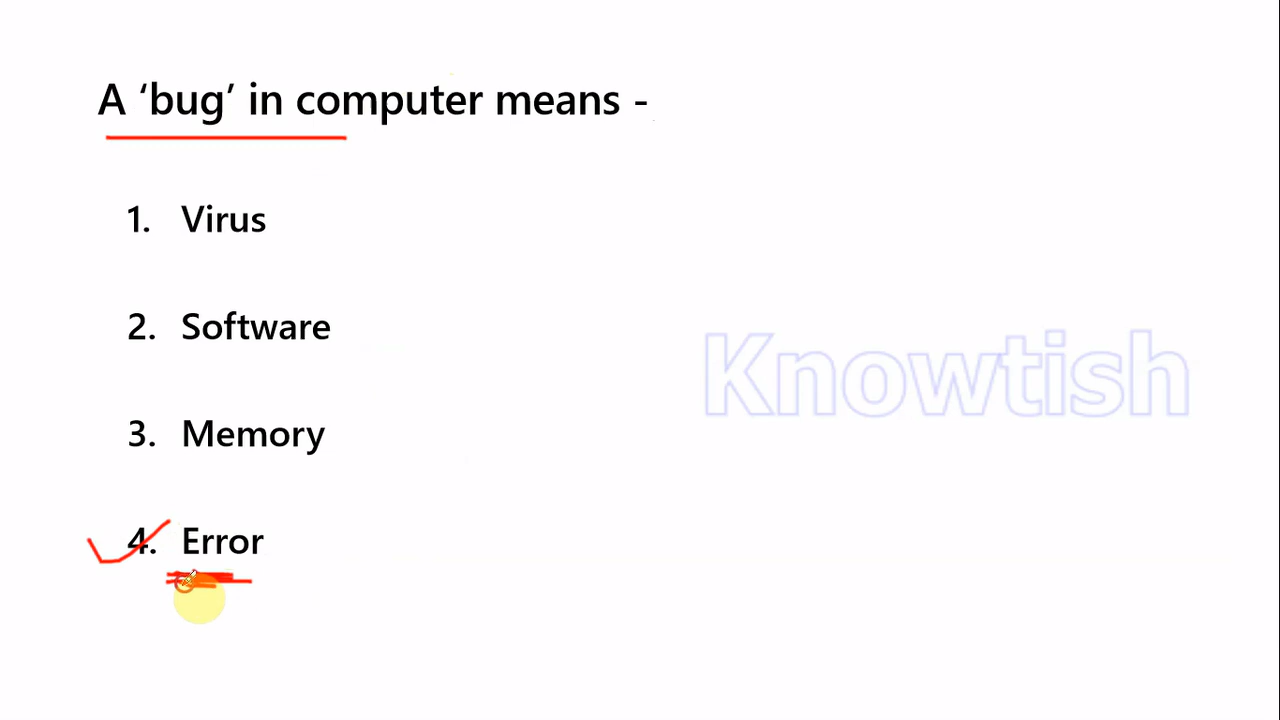 A ‘bug’ in computer means -
1. Virus
2. Software
Knowtish
3. Memory
4. Error